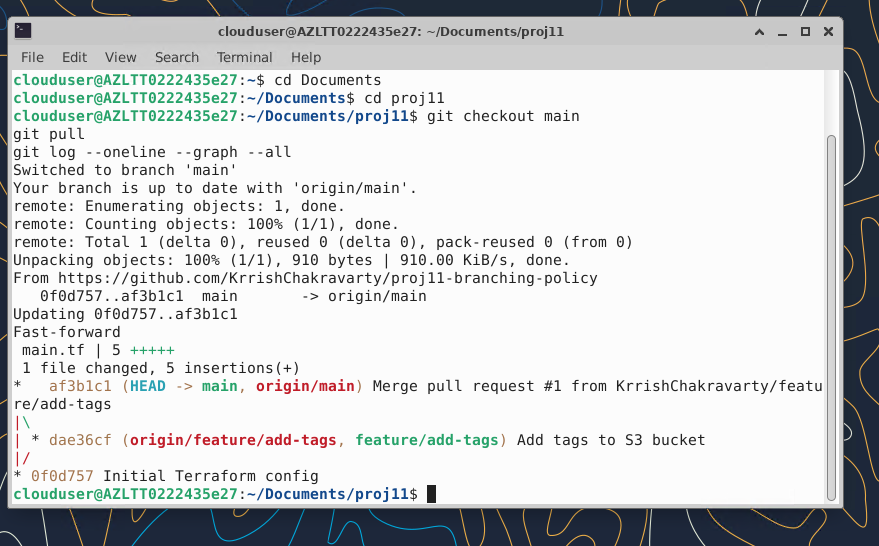 clouduser@AZLTT0222435e27: ~/Documents/proj11
File Edit View Search Terminal Help
clouduser@AZLTT0222435e27:~$ cd Documents
clouduser@AZLTT0222435e27:~/Documents$ cd proj11
clouduser@AZLTT0222435e27:~/Documents/proj11$ git checkout main
git pull
git log --oneline --graph --all
Switched to branch 'main'
Your branch is up to date with 'origin/main'.
remote: Enumerating objects: 1, done.
remote: Counting objects: 100% (1/1), done.
remote: Total 1 (delta 0), reused 0 (delta 0), pack-reused 0 (from 0)
Unpacking objects: 100% (1/1), 910 bytes | 910.00 KiB/s, done.
From https://github.com/KrrishChakravarty/proj11-branching-policy
   0f0d757..af3b1c1  main       -> origin/main
Updating 0f0d757..af3b1c1
Fast-forward
 main.tf | 5 +++++
 1 file changed, 5 insertions(+)
*   af3b1c1 (HEAD -> main, origin/main) Merge pull request #1 from KrrishChakravarty/featu
re/add-tags
|\
| * dae36cf (origin/feature/add-tags, feature/add-tags) Add tags to S3 bucket
|/
* 0f0d757 Initial Terraform config
clouduser@AZLTT0222435e27:~/Documents/proj11$